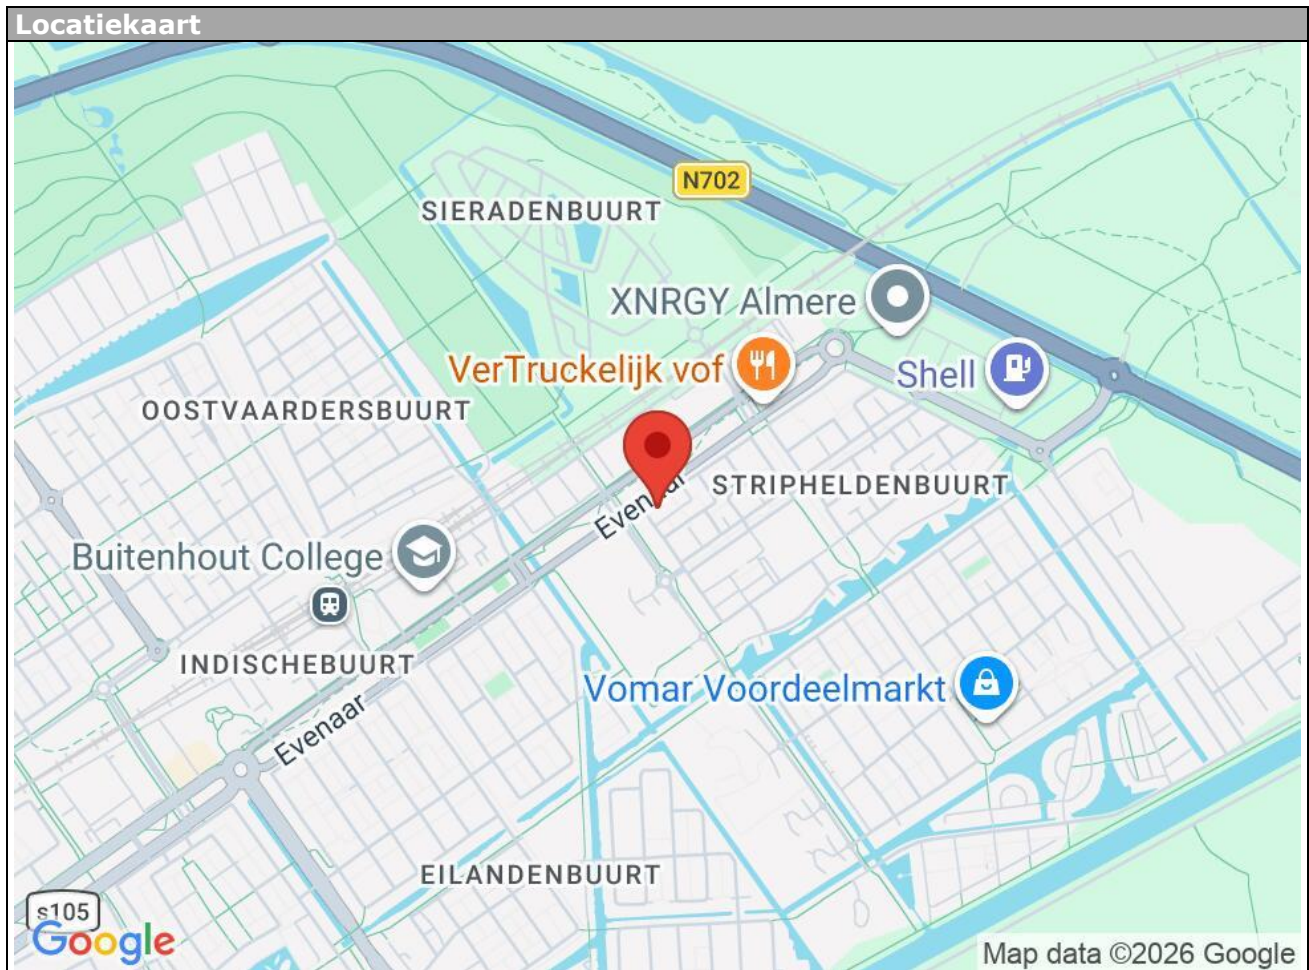 Locatiekaart
N702
SIERADENBUURT
XNRGY Almere
VerTruckelijk vof
Shell
OOSTVAARDERSBUURT
STRIPHELDENBUURT
Evenaar
Buitenhout College
INDISCHEBUURT
Vomar Voordeelmarkt
Evenaar
EILANDENBUURT
s105
Google
Map data ©2026 Google